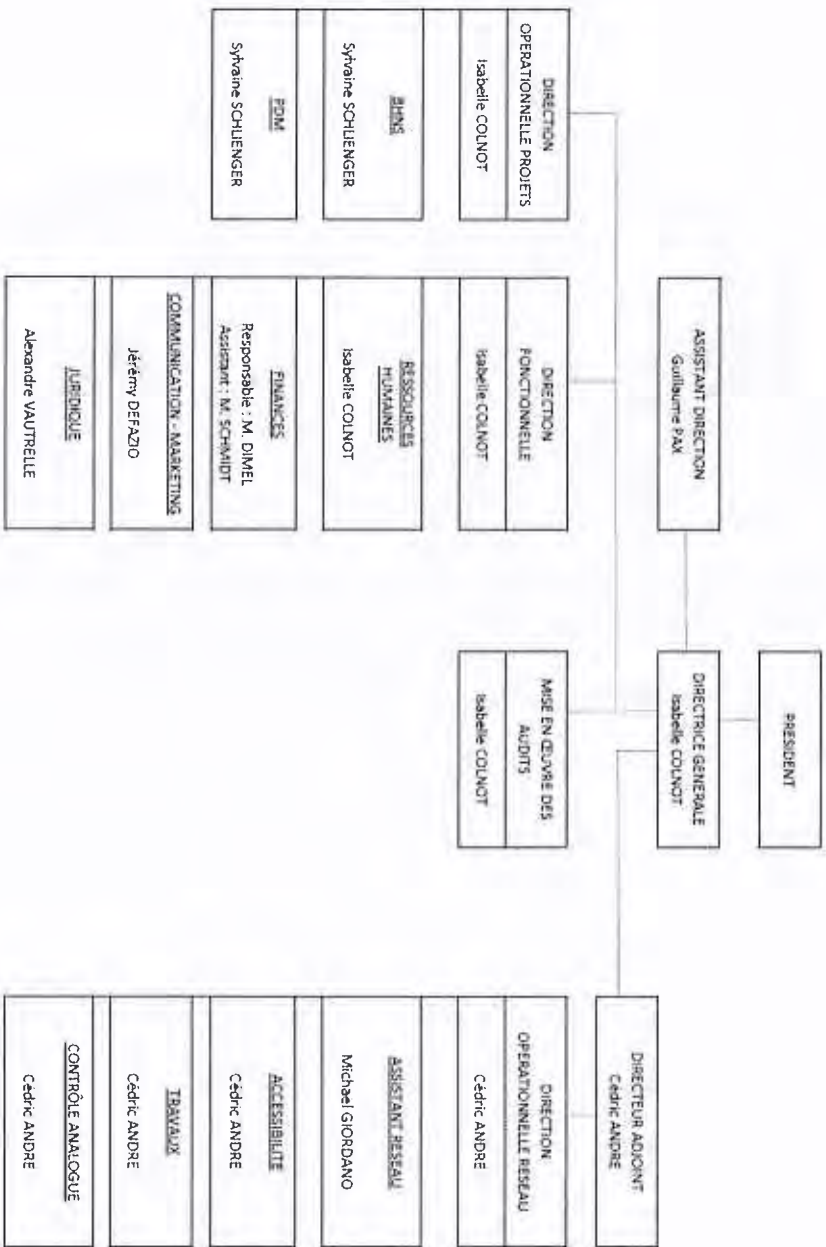 PRESIDENT
DIRECTRICE GENERALE
Isabelle COLNOT
ASSISTANT DIRECTION
Guillaume PAX
DIRECTEUR ADJOINT
Cédric ANDRE
DIRECTION
OPERATIONNELLE PROJETS
Isabelle COLNOT
BHNS
Sylvaine SCHLIENGER
PDM
Sylvaine SCHLIENGER
DIRECTION
FONCTIONNELLE
Isabelle COLNOT
RESSOURCES
HUMAINES
Isabelle COLNOT
FINANCES
Responsable : M. DIMEL
Assistant : M. SCHMIDT
COMMUNICATION - MARKETING
Jérémy DEFAZIO
JURIDIQUE
Alexandre VAUTRELLE
MISE EN ŒUVRE DES
AUDITS
Isabelle COLNOT
DIRECTION
OPERATIONNELLE RESEAU
Cédric ANDRE
ASSISTANT RESEAU
Michael GIORDANO
ACCESSIBILITE
Cédric ANDRE
TRAVAUX
Cédric ANDRE
CONTRÔLE ANALOGUE
Cédric ANDRE